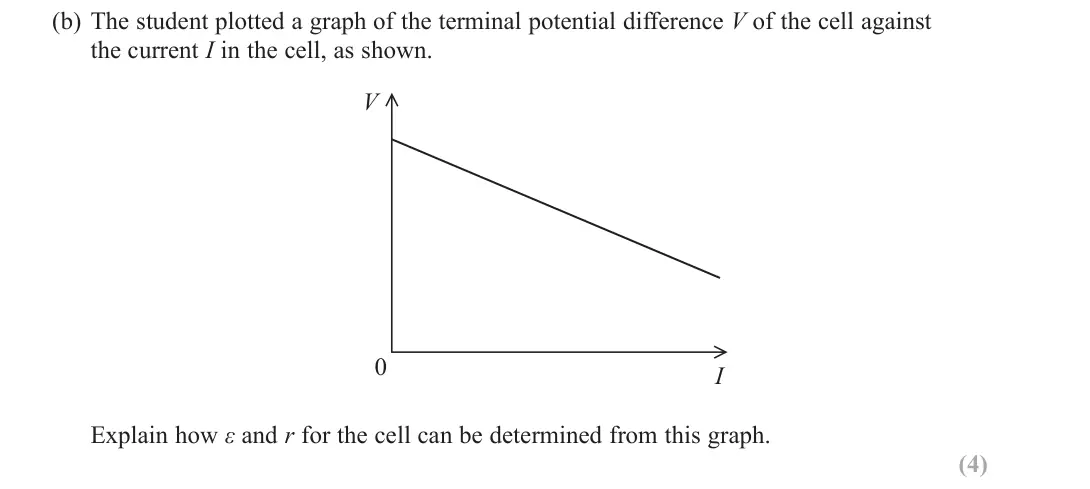 (b) The student plotted a graph of the terminal potential difference V of the cell against
the current I in the cell, as shown.
V
0
I
Explain how ε and r for the cell can be determined from this graph.
(4)